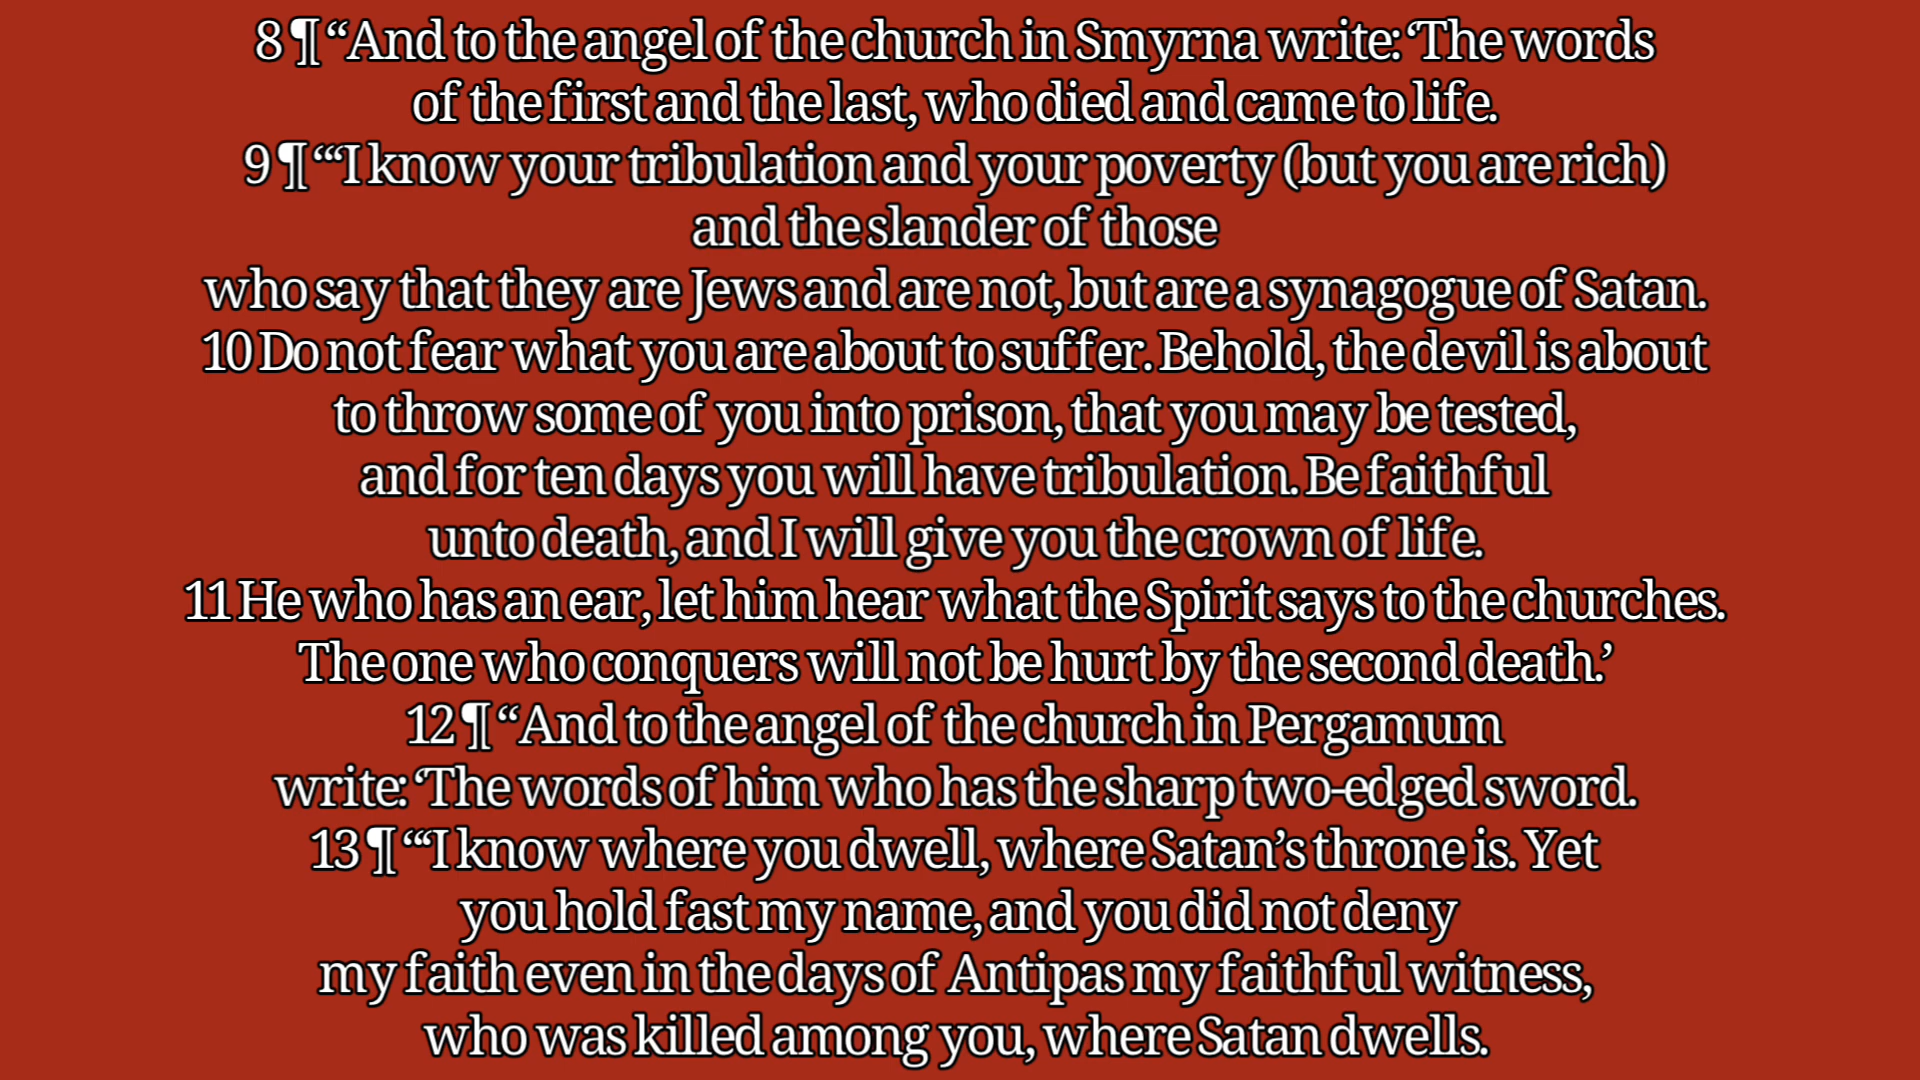 8 ¶ “And to the angel of the church in Smyrna write: ‘The words
of the first and the last, who died and came to life.
9 ¶ “‘I know your tribulation and your poverty (but you are rich)
and the slander of those
who say that they are Jews and are not, but are a synagogue of Satan.
10 Do not fear what you are about to suffer. Behold, the devil is about
to throw some of you into prison, that you may be tested,
and for ten days you will have tribulation. Be faithful
unto death, and I will give you the crown of life.
11 He who has an ear, let him hear what the Spirit says to the churches.
The one who conquers will not be hurt by the second death.’
12 ¶ “And to the angel of the church in Pergamum
write: ‘The words of him who has the sharp two-edged sword.
13 ¶ “‘I know where you dwell, where Satan’s throne is. Yet
you hold fast my name, and you did not deny
my faith even in the days of Antipas my faithful witness,
who was killed among you, where Satan dwells.